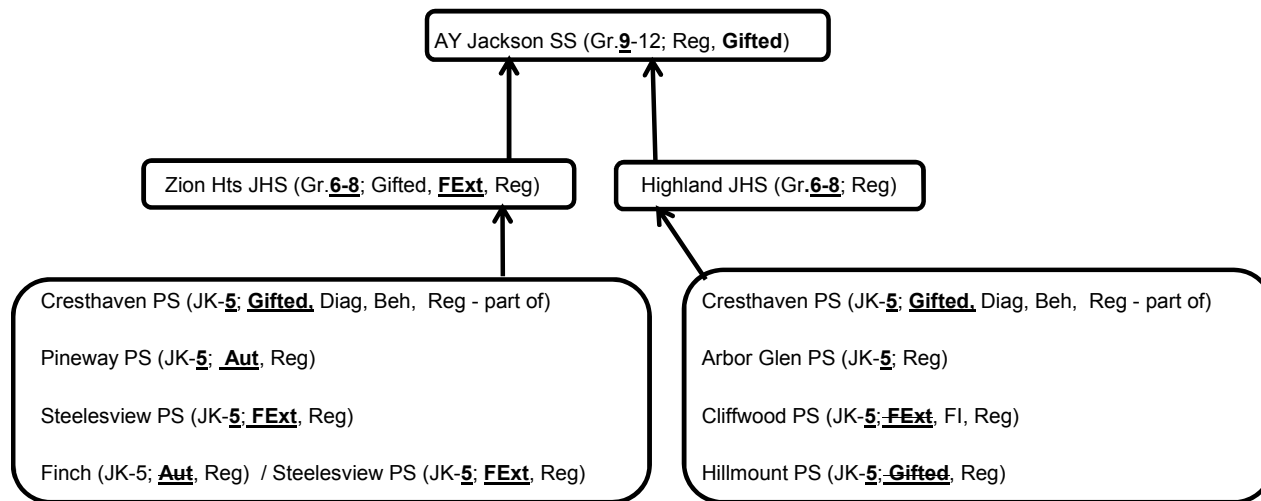 AY Jackson SS (Gr.9-12; Reg, Gifted)
Zion Hts JHS (Gr.6-8; Gifted, FExt, Reg)
Highland JHS (Gr.6-8; Reg)
Cresthaven PS (JK-5; Gifted, Diag, Beh, Reg - part of)
Pineway PS (JK-5; Aut, Reg)
Steelesview PS (JK-5; FExt, Reg)
Finch (JK-5; Aut, Reg) / Steelesview PS (JK-5; FExt, Reg)
Cresthaven PS (JK-5; Gifted, Diag, Beh, Reg - part of)
Arbor Glen PS (JK-5; Reg)
Cliffwood PS (JK-5; FExt, FI, Reg)
Hillmount PS (JK-5; Gifted, Reg)